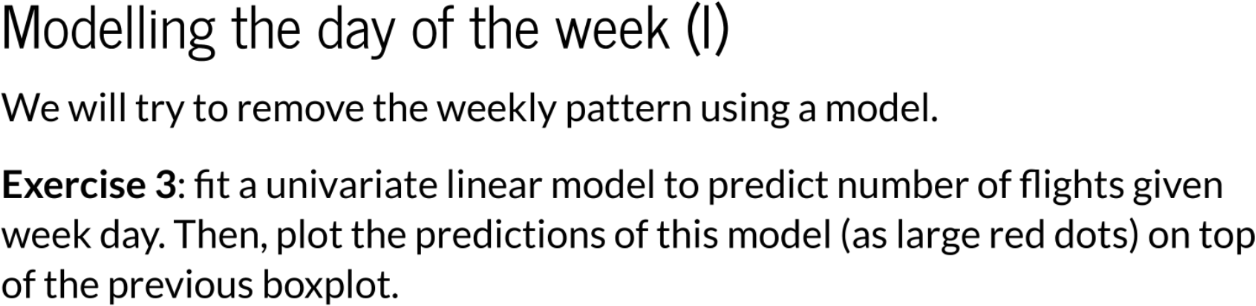 Modelling the day of the week (I)
We will try to remove the weekly pattern using a model.
Exercise 3: fit a univariate linear model to predict number of flights given
week day. Then, plot the predictions of this model (as large red dots) on top
of the previous boxplot.